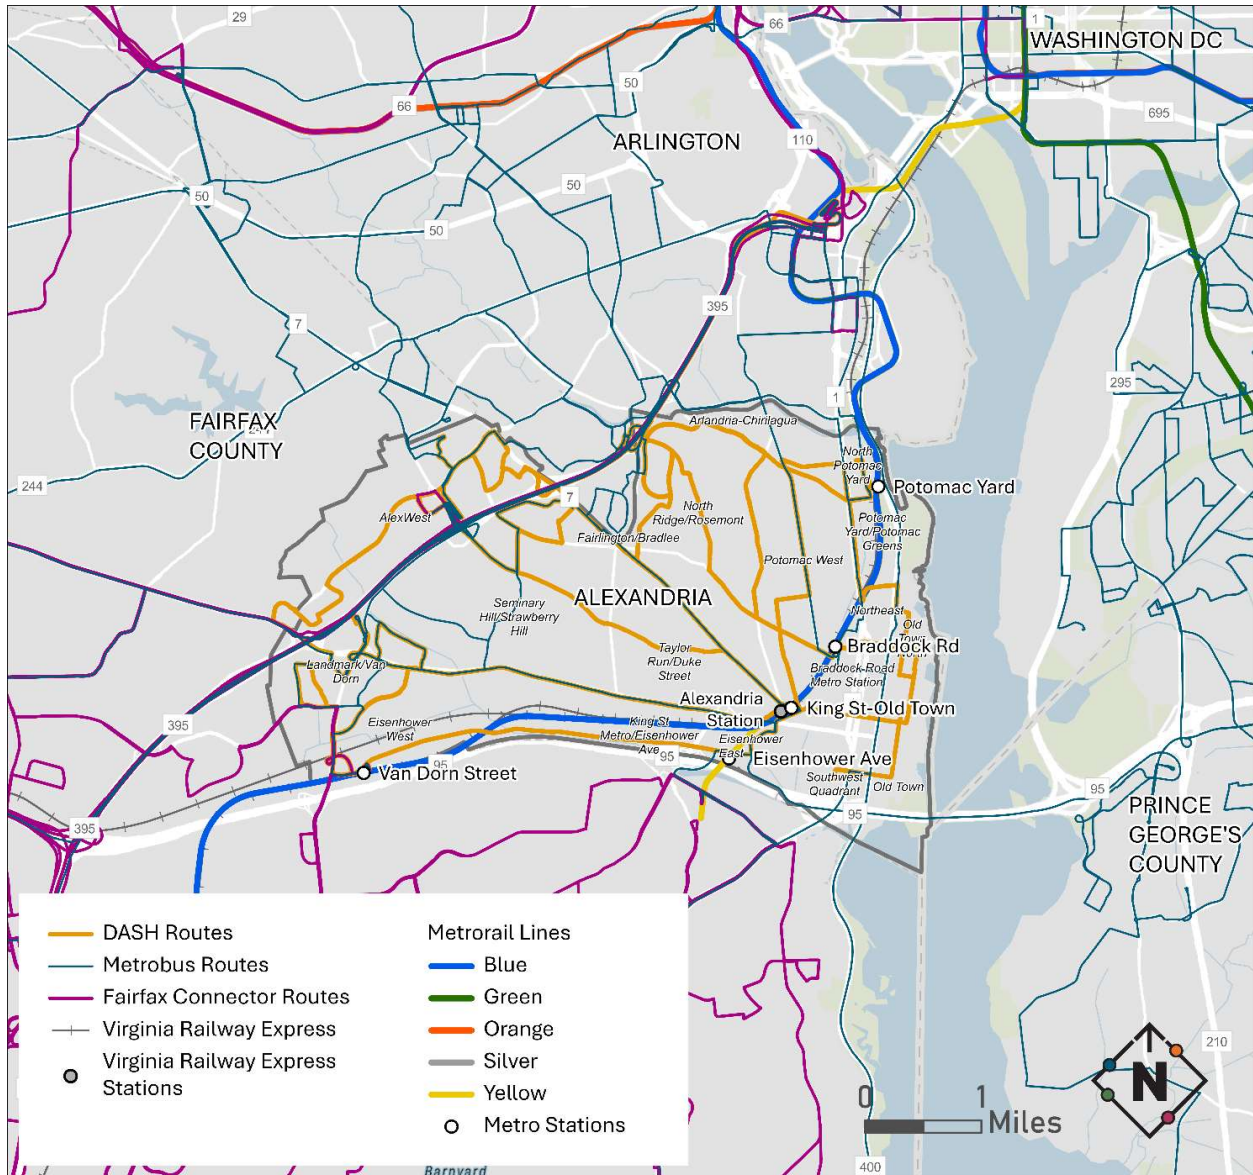 29
66
1
WASHINGTON DC
50
66
695
ARLINGTON
110
50
50
50
395
7
295
1
FAIRFAX
COUNTY
Arlandria-Chirilagua
North
Potomac
Yard
244
Potomac Yard
7
AlexWest
North
Ridge/Rosemont
Potomac
Yard/Potomac
Greens
Fairlington/Bradlee
Potomac West
Seminary
Hill/Strawberry
Hill
ALEXANDRIA
Northeast
Old
Town
Braddock Rd
Taylor
Run/Duke
Street
Landmark/Van
Dorn
Braddock Road
Metro Station
Alexandria
Station
King St-Old Town
395
Eisenhower
West
King St
Metro/Eisenhower
Ave
Eisenhower
East
95
95
Eisenhower Ave
Van Dorn Street
Southwest
Quadrant
Old Town
95
95
395
PRINCE
GEORGE'S
COUNTY
DASH Routes
Metrobus Routes
Fairfax Connector Routes
Virginia Railway Express
Virginia Railway Express
Stations
Metrorail Lines
Blue
Green
Orange
Silver
Yellow
Metro Stations
210
N
0 1
Miles
400
Barnyard